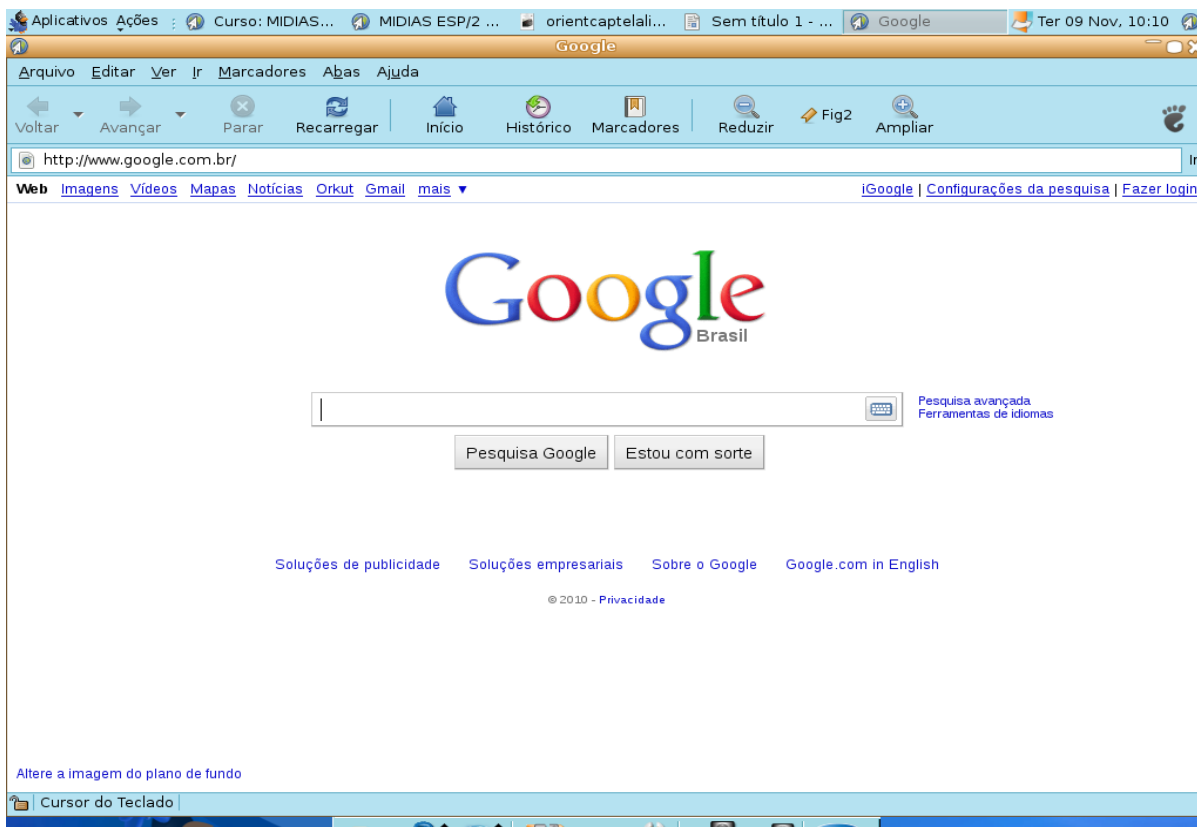 Aplicativos Ações : Curso: MIDIAS... MIDIAS ESP/2 ... orientcaptelali... Sem título 1 - ... Google Ter 09 Nov, 10:10
Google
Arquivo Editar Ver Ir Marcadores Abas Ajuda
Voltar Avançar Parar Recarregar Início Histórico Marcadores Reduzir Fig2 Ampliar
http://www.google.com.br/ Ir
Web Imagens Vídeos Mapas Notícias Orkut Gmail mais ▼ iGoogle | Configurações da pesquisa | Fazer login
Google
Brasil
Pesquisa avançada
Ferramentas de idiomas
Pesquisa Google Estou com sorte
Soluções de publicidade Soluções empresariais Sobre o Google Google.com in English
© 2010 - Privacidade
Altere a imagem do plano de fundo
Cursor do Teclado